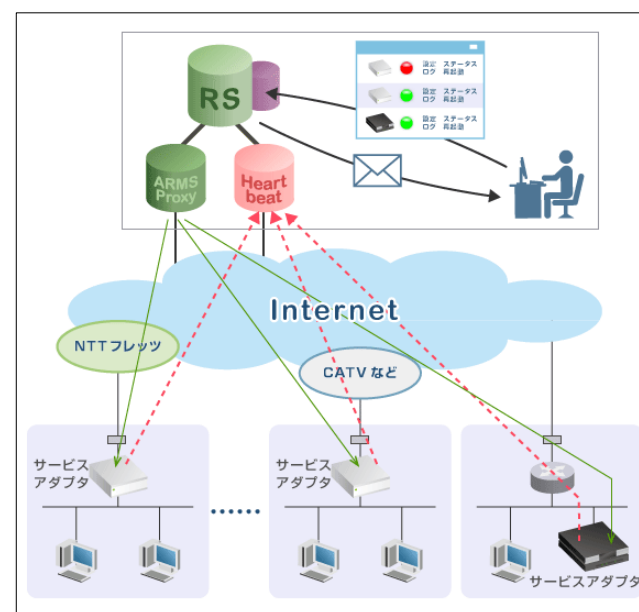 RS
設定 ステータス
ログ 再起動
設定 ステータス
ログ 再起動
設定 ステータス
ログ 再起動
ARMS
Proxy
Heart
beat
Internet
NTTフレッツ
CATVなど
サービス
アダプタ
サービス
アダプタ
サービスアダプタ